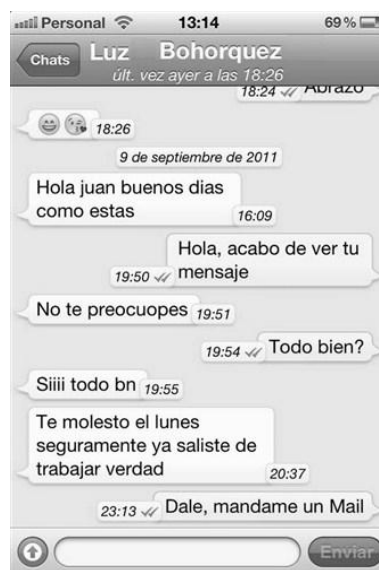 Personal 13:14 69 %
Chats Luz Bohorquez
últ. vez ayer a las 18:26
18:24 Abrazo
18:26
9 de septiembre de 2011
Hola juan buenos dias
como estas
16:09
Hola, acabo de ver tu
19:50 mensaje
No te preocuopes 19:51
19:54 Todo bien?
Siiii todo bn 19:55
Te molesto el lunes
seguramente ya saliste de
trabajar verdad
20:37
23:13 Dale, mandame un Mail
Enviar